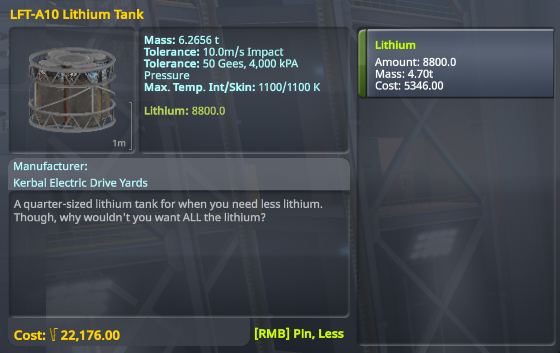 LFT-A10 Lithium Tank
Mass: 6.2656 t
Tolerance: 10.0m/s Impact
Tolerance: 50 Gees, 4,000 kPA
Pressure
Max. Temp. Int/Skin: 1100/1100 K
Lithium: 8800.0
1m
Lithium
Amount: 8800.0
Mass: 4.70t
Cost: 5346.00
Manufacturer:
Kerbal Electric Drive Yards
A quarter-sized lithium tank for when you need less lithium.
Though, why wouldn't you want ALL the lithium?
Cost: 22,176.00
[RMB] Pin, Less